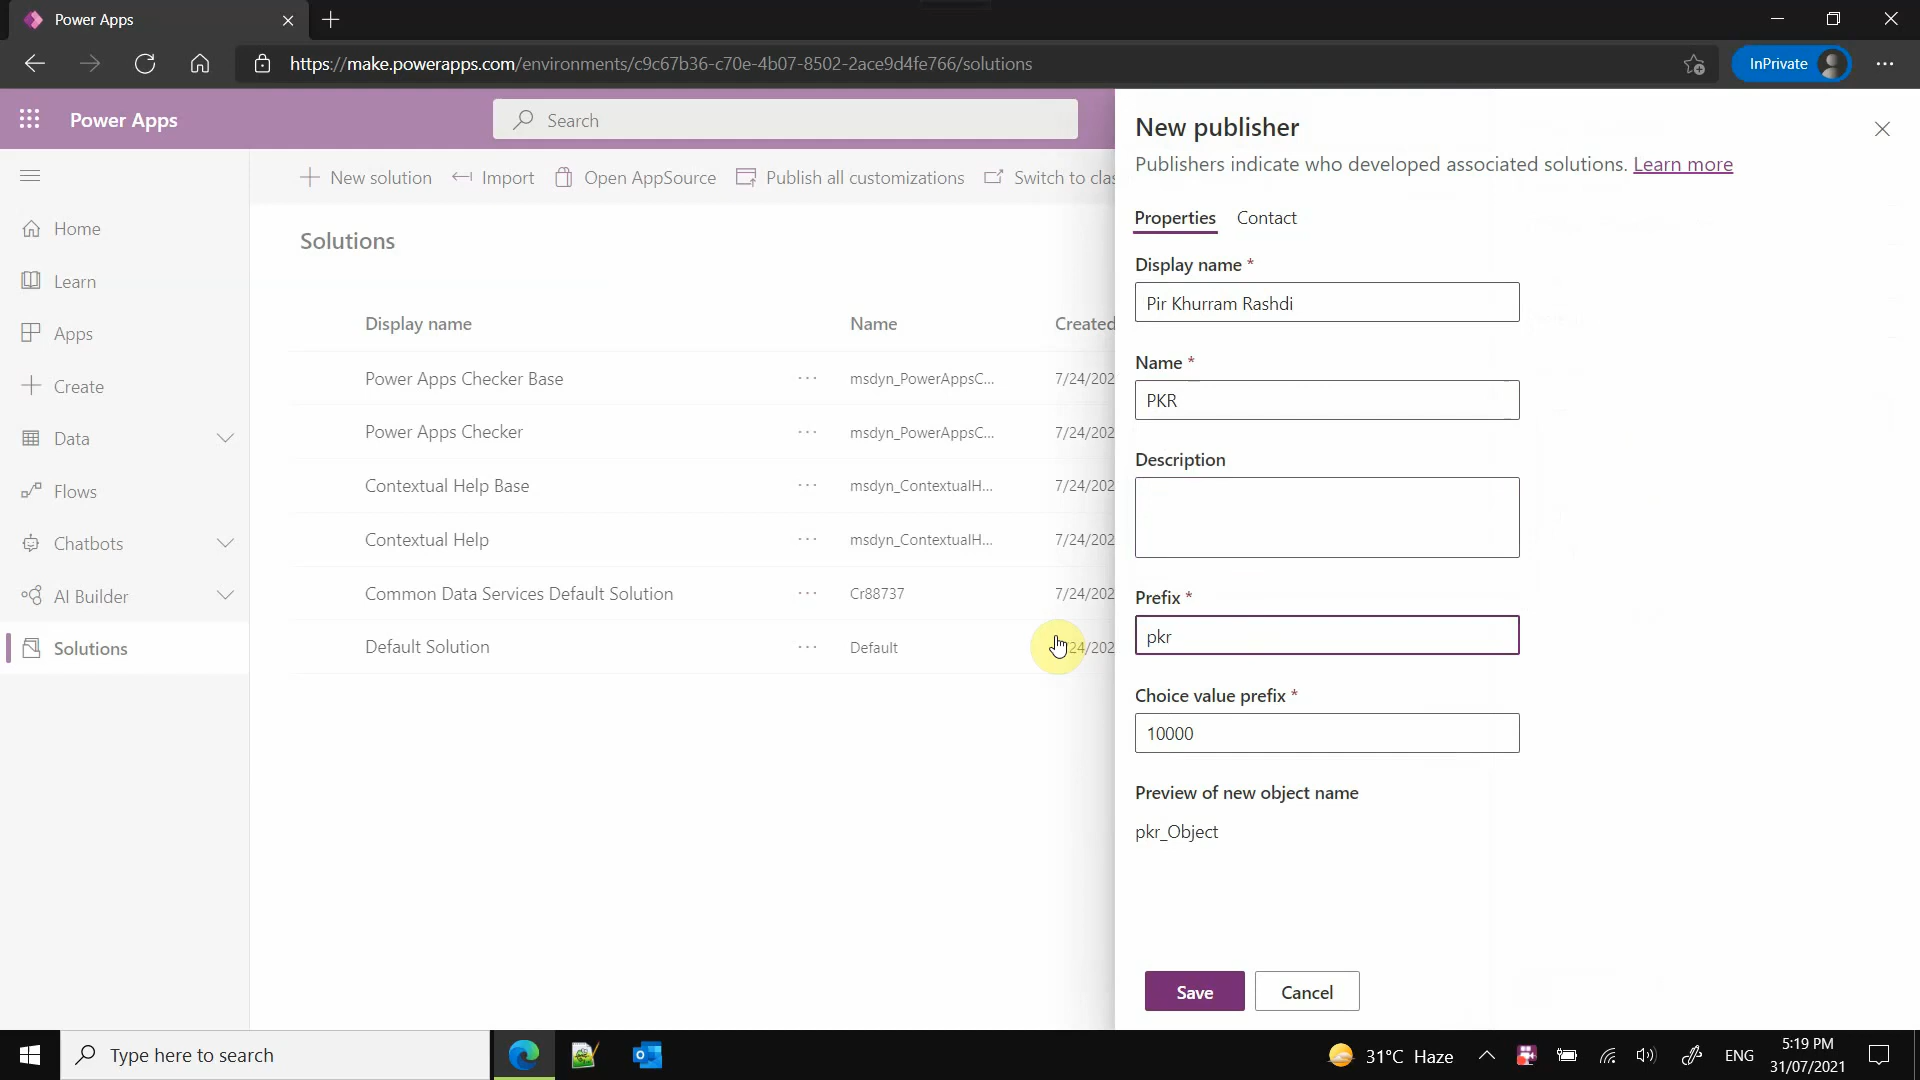 Power Apps
https://make.powerapps.com/environments/c9c67b36-c70e-4b07-8502-2ace9d4fe766/solutions
InPrivate
Power Apps
Search
New solution
Import
Open AppSource
Publish all customizations
Switch to clas
Home
Learn
Apps
Create
Data
Flows
Chatbots
AI Builder
Solutions
Solutions
Display name Name Created
Power Apps Checker Base ... msdyn_PowerAppsC... 7/24/202
Power Apps Checker ... msdyn_PowerAppsC... 7/24/202
Contextual Help Base ... msdyn_ContextualH... 7/24/202
Contextual Help ... msdyn_ContextualH... 7/24/202
Common Data Services Default Solution ... Cr88737 7/24/202
Default Solution ... Default 24/202
New publisher
Publishers indicate who developed associated solutions. Learn more
Properties Contact
Display name *
Pir Khurram Rashdi
Name *
PKR
Description
Prefix *
pkr
Choice value prefix *
10000
Preview of new object name
pkr_Object
Save Cancel
Type here to search
31°C Haze
ENG
5:19 PM
31/07/2021